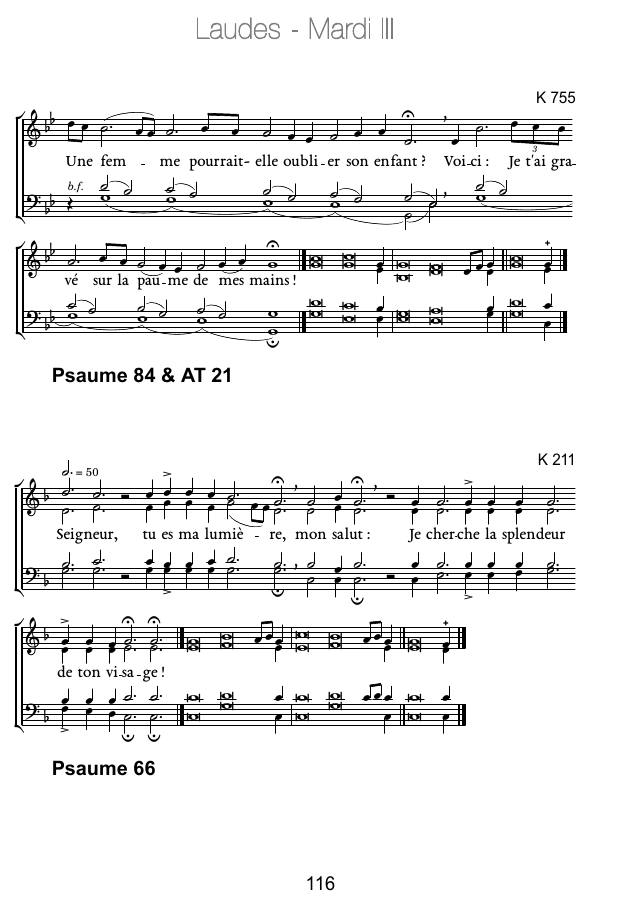 Laudes - Mardi III
K 755
Une fem - me pourrait- elle oublier son enfant ? Voi-ci : Je t'ai gra-
3
b.f.
vé sur la pau-me de mes mains !
Psaume 84 & AT 21
K 211
= 50
Seigneur, tu es ma lumiè - re, mon salut : Je cher-che la splendeur
de ton vi-sa-ge !
Psaume 66
116